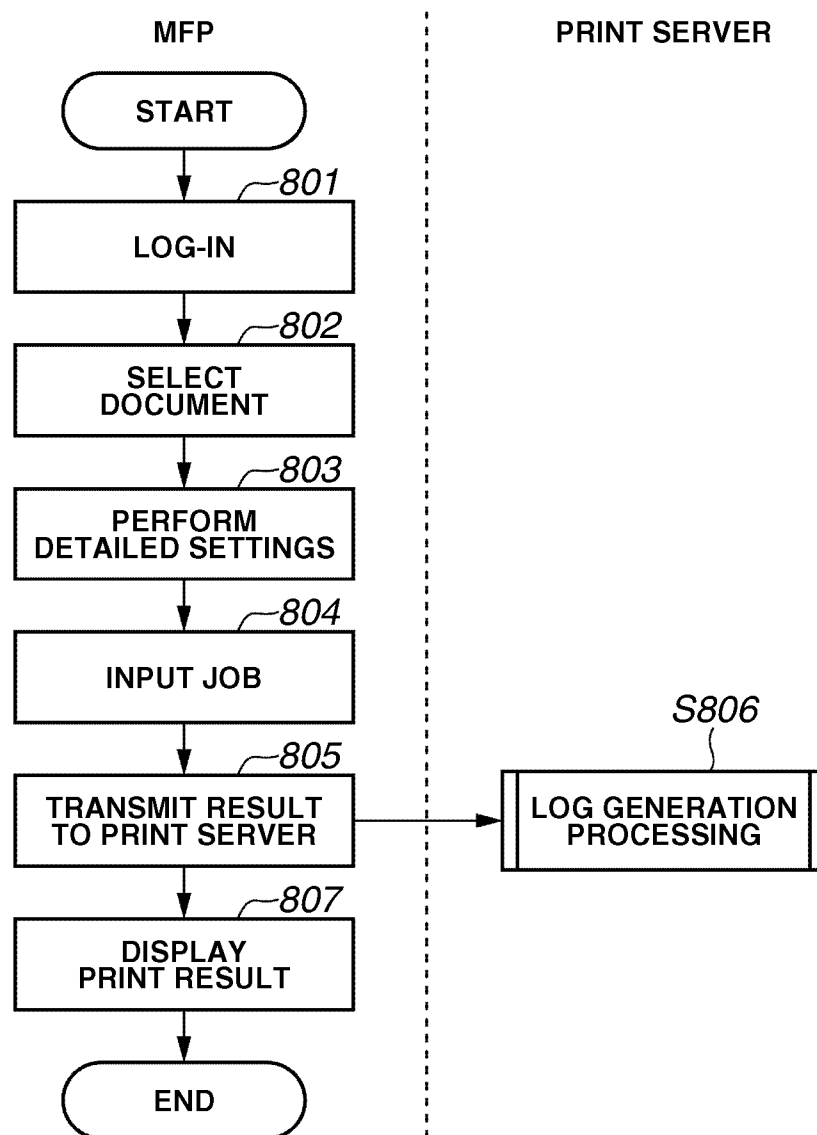 MFP
PRINT SERVER
START
801
LOG-IN
802
SELECT
DOCUMENT
803
PERFORM
DETAILED SETTINGS
804
INPUT JOB
805
TRANSMIT RESULT
TO PRINT SERVER
S806
LOG GENERATION
PROCESSING
807
DISPLAY
PRINT RESULT
END